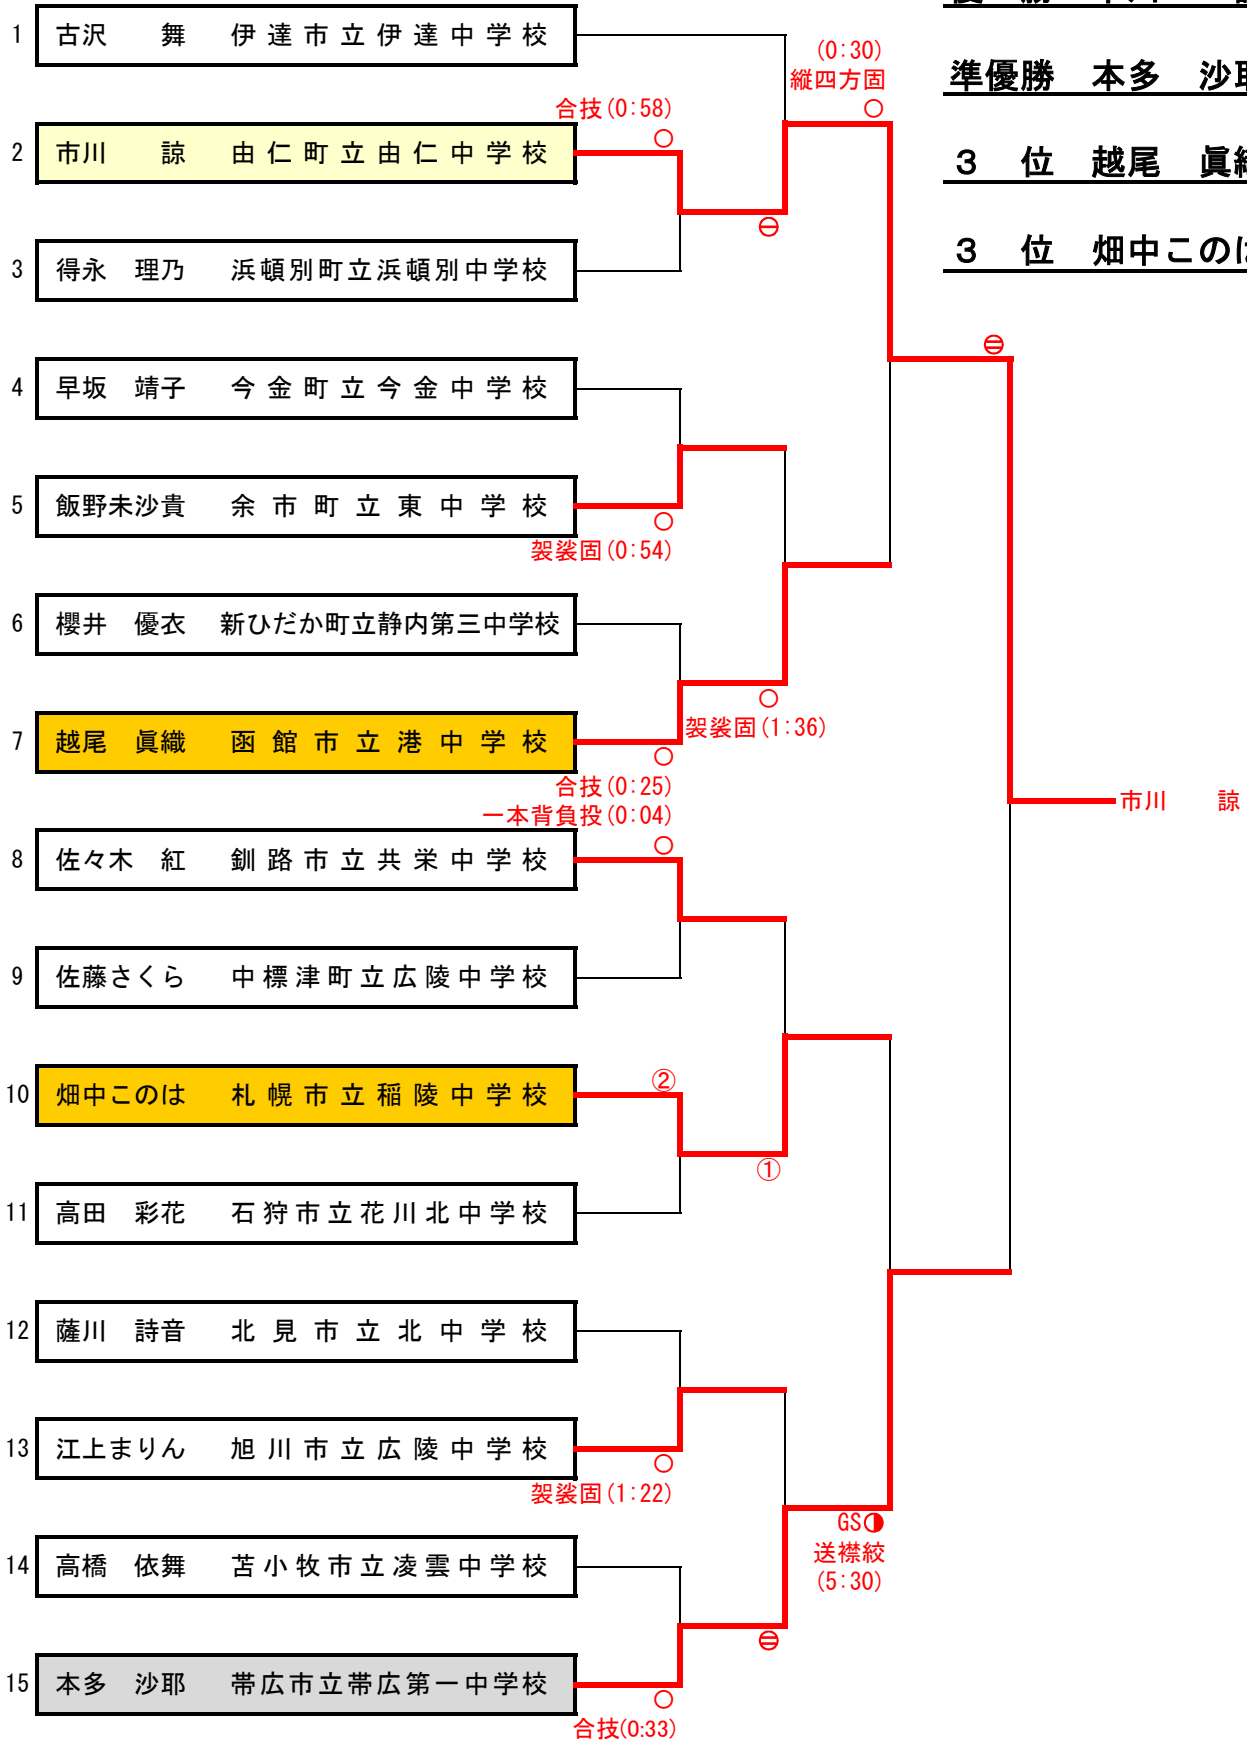 優　勝　市川　　諒
準優勝　本多　沙耶
３　位　越尾　眞織
３　位　畑中このは
1 古沢　　舞 伊達市立伊達中学校
(0:30)
縦四方固
○
合技(0:58)
○
2 市川　　諒 由仁町立由仁中学校
3 得永　理乃 浜頓別町立浜頓別中学校
4 早坂　靖子 今金町立今金中学校
5 飯野未沙貴 余市町立東中学校
○
袈裟固(0:54)
6 櫻井　優衣 新ひだか町立静内第三中学校
○
袈裟固(1:36)
7 越尾　眞織 函館市立港中学校
○
合技(0:25)
市川　　諒
一本背負投(0:04)
○
8 佐々木　紅 釧路市立共栄中学校
9 佐藤さくら 中標津町立広陵中学校
②
10 畑中このは 札幌市立稲陵中学校
①
11 高田　彩花 石狩市立花川北中学校
12 薩川　詩音 北見市立北中学校
13 江上まりん 旭川市立広陵中学校
○
袈裟固(1:22)
GS◑
送襟絞
(5:30)
14 高橋　依舞 苫小牧市立凌雲中学校
15 本多　沙耶 帯広市立帯広第一中学校
○
合技(0:33)